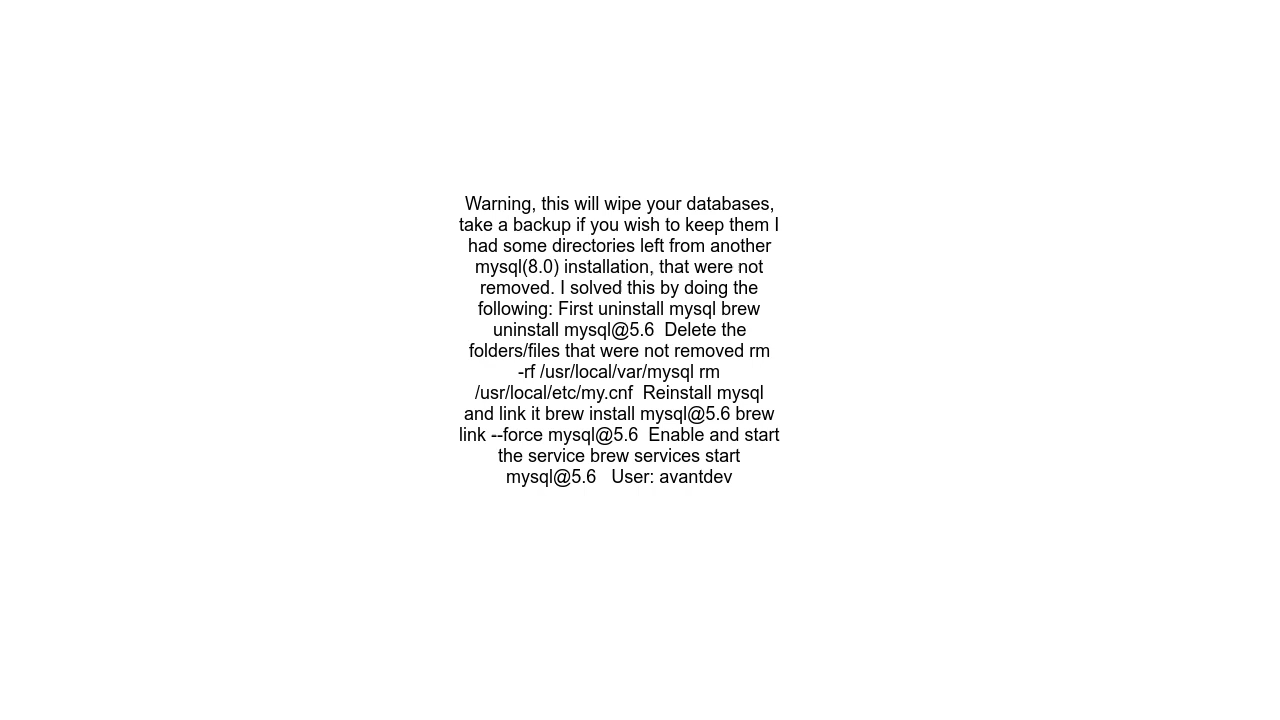 Warning, this will wipe your databases,
take a backup if you wish to keep them I
had some directories left from another
mysql(8.0) installation, that were not
removed. I solved this by doing the
following: First uninstall mysql brew
uninstall mysql@5.6  Delete the
folders/files that were not removed rm
-rf /usr/local/var/mysql rm
/usr/local/etc/my.cnf  Reinstall mysql
and link it brew install mysql@5.6 brew
link --force mysql@5.6  Enable and start
the service brew services start
mysql@5.6   User: avantdev